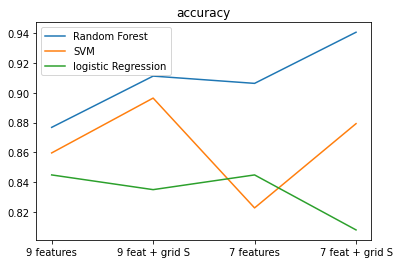 accuracy
Random Forest
SVM
logistic Regression
0.94
0.92
0.90
0.88
0.86
0.84
0.82
9 features
9 feat + grid S
7 features
7 feat + grid S